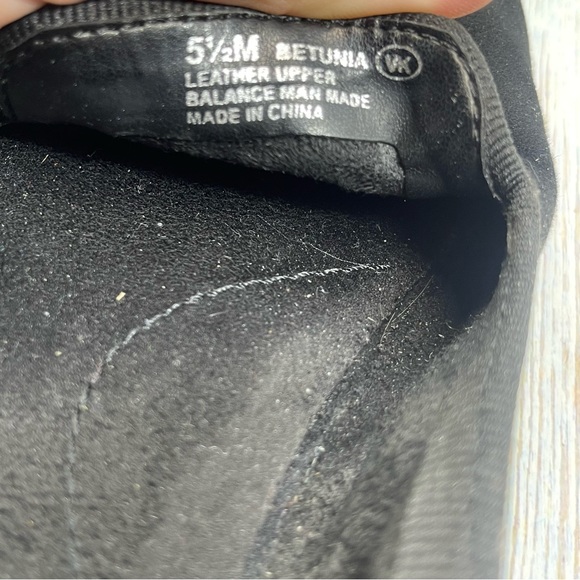 5½M BETUNIA VK
LEATHER UPPER
BALANCE MAN MADE
MADE IN CHINA